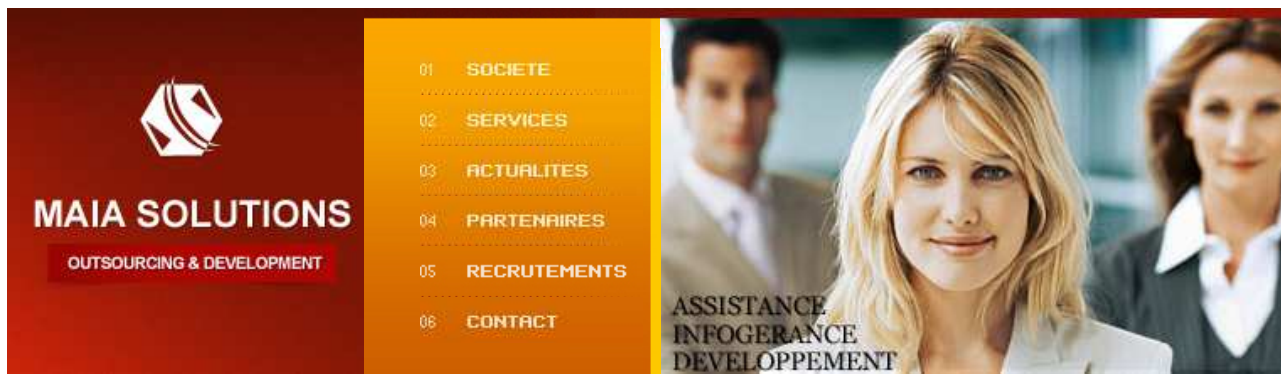 MAIA SOLUTIONS
OUTSOURCING & DEVELOPMENT
01 SOCIETE
02 SERVICES
03 ACTUALITES
04 PARTENAIRES
05 RECRUTEMENTS
06 CONTACT
ASSISTANCE
INFOGERANCE
DEVELOPPEMENT